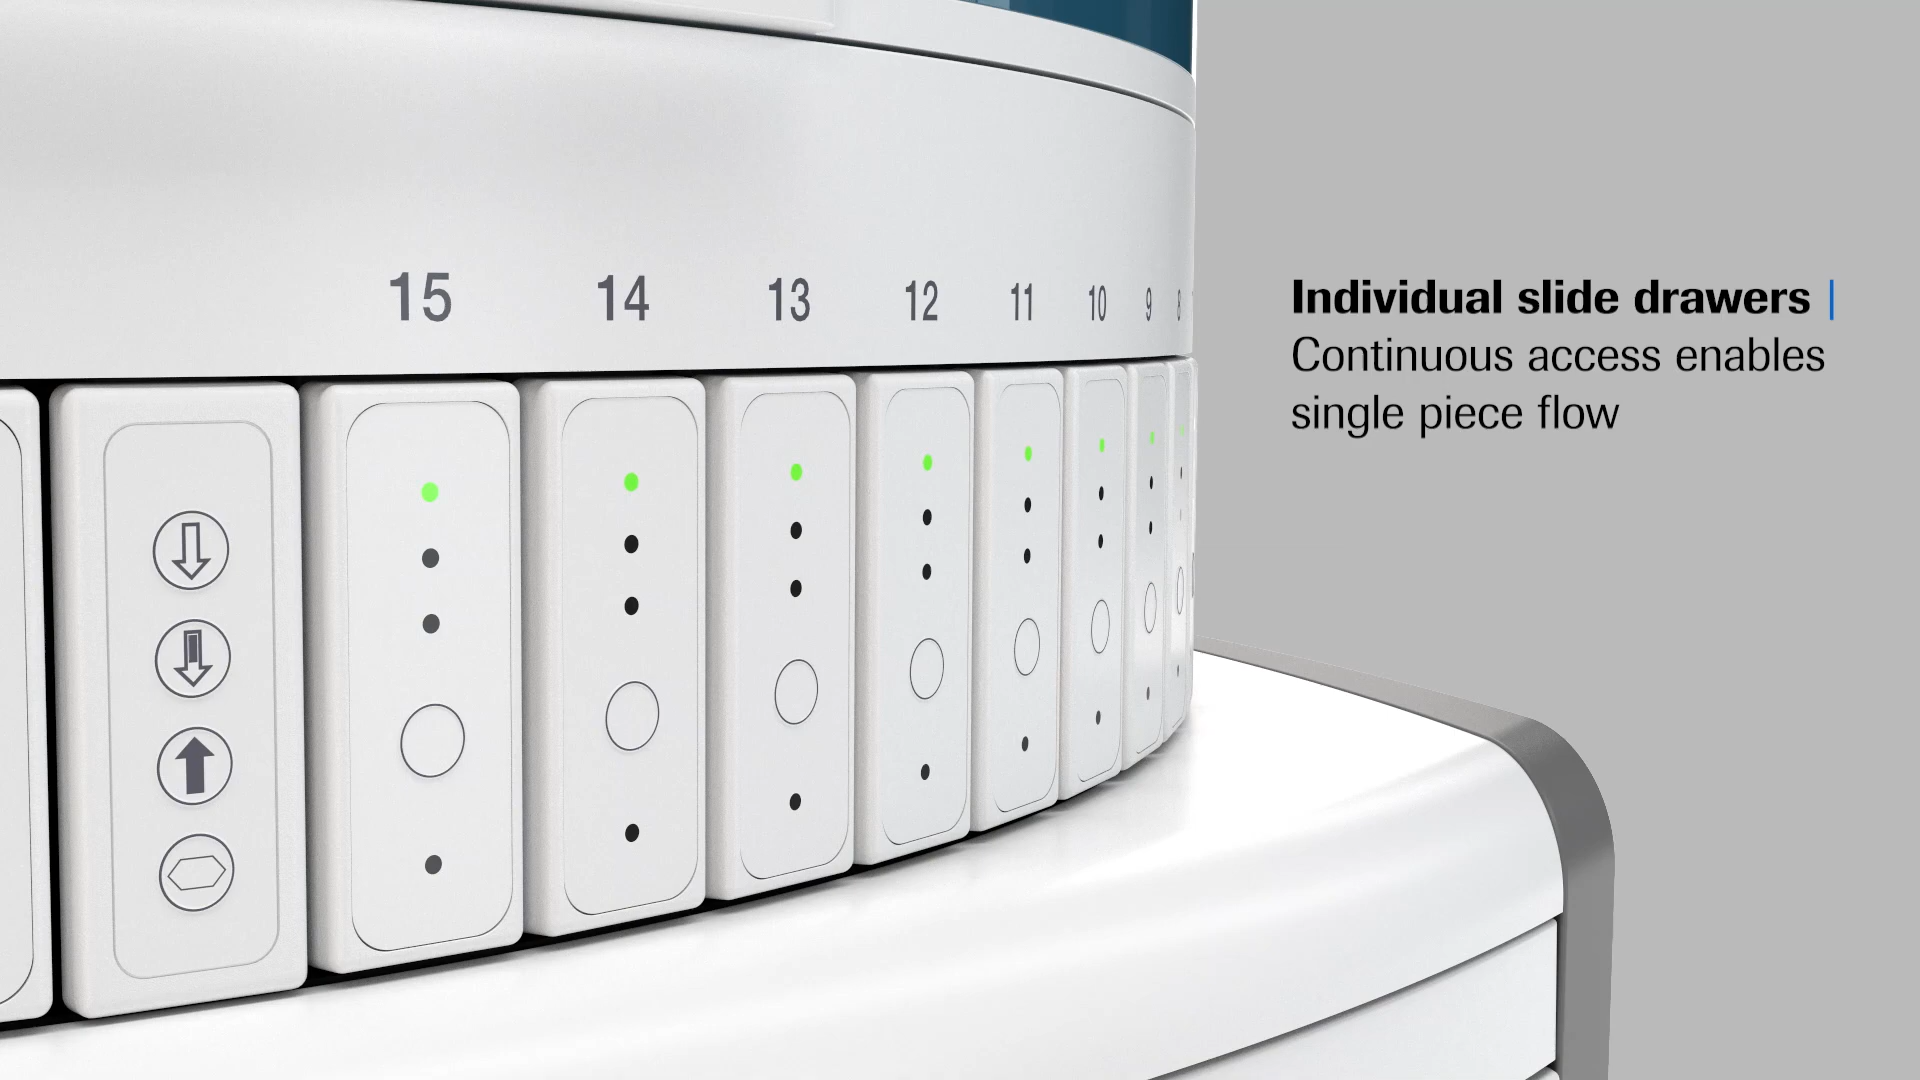 15 14 13 12 11 10 9 8
Individual slide drawers |
Continuous access enables
single piece flow